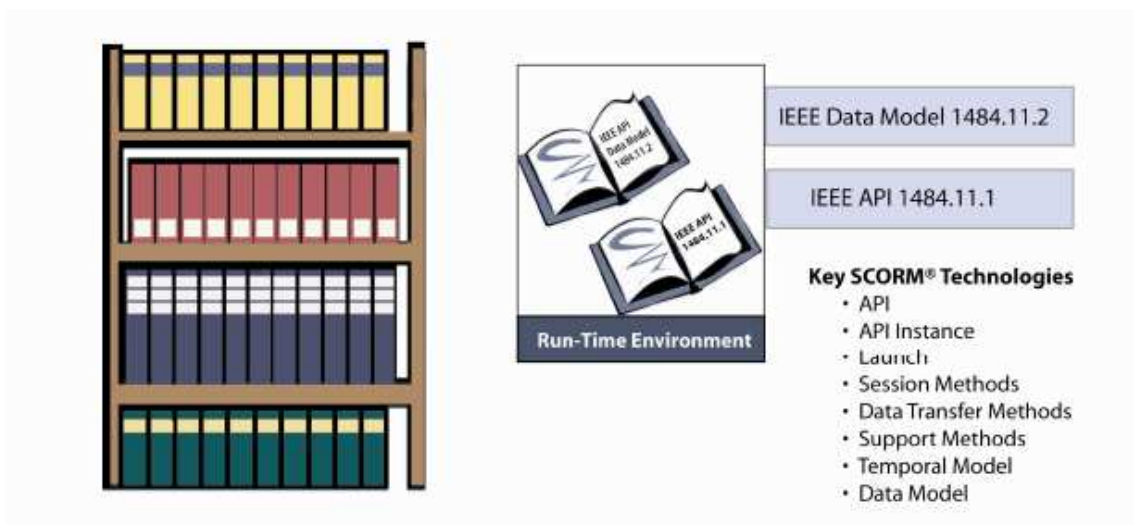 IEEE API
Data Model
1484.11.2
IEEE API
1484.11.1
Run-Time Environment
IEEE Data Model 1484.11.2
IEEE API 1484.11.1
Key SCORM® Technologies
• API
• API Instance
• Launch
• Session Methods
• Data Transfer Methods
• Support Methods
• Temporal Model
• Data Model